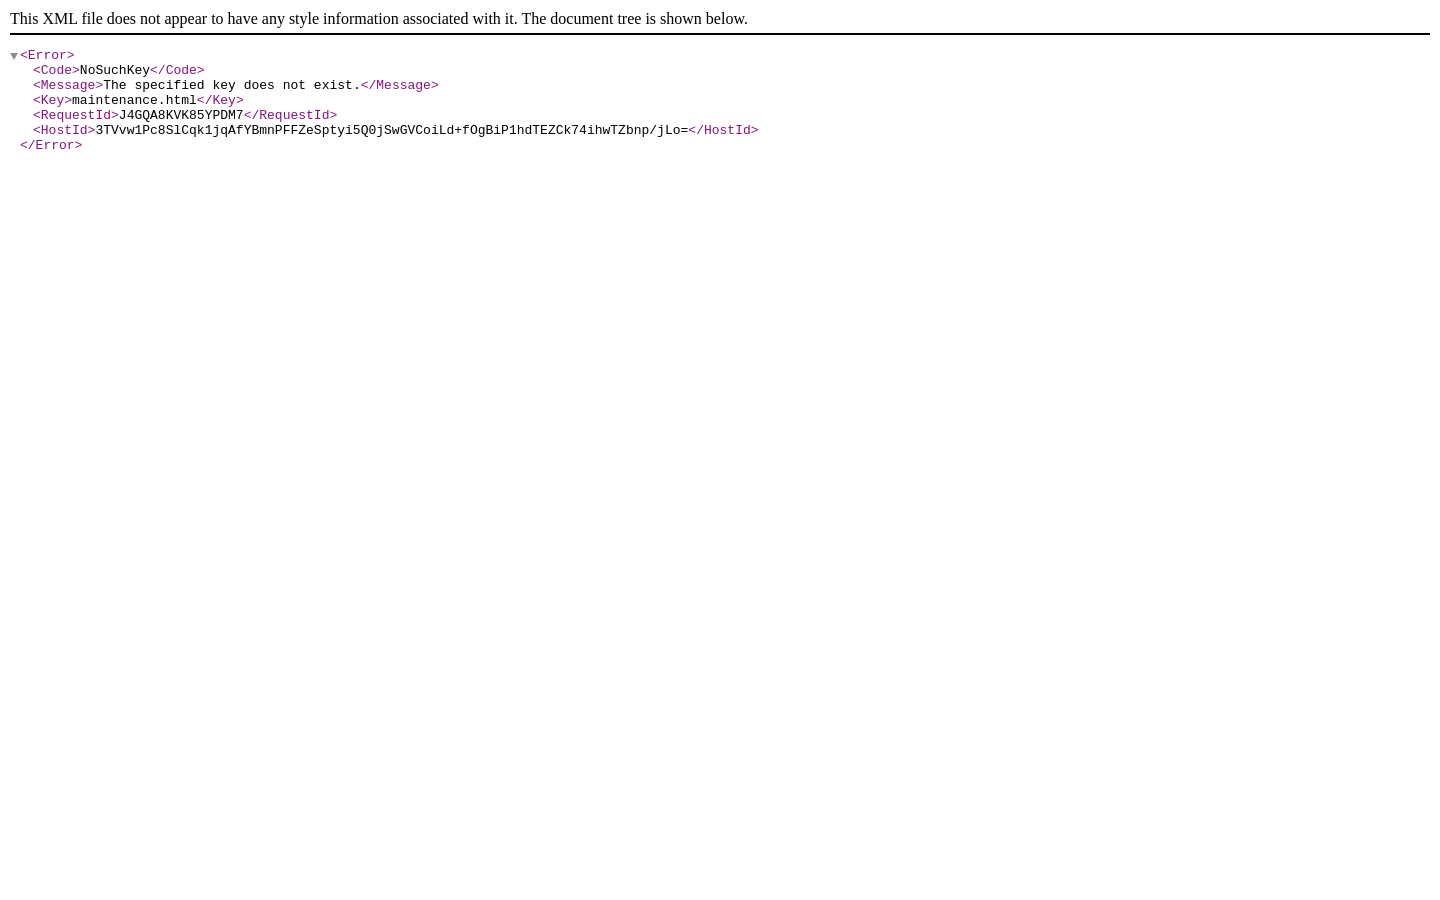 This XML file does not appear to have any style information associated with it. The document tree is shown below.
<Error>
<Code>NoSuchKey</Code>
<Message>The specified key does not exist.</Message>
<Key>maintenance.html</Key>
<RequestId>J4GQA8KVK85YPDM7</RequestId>
<HostId>3TVvw1Pc8SlCqk1jqAfYBmnPFFZeSptyi5Q0jSwGVCoiLd+fOgBiP1hdTEZCk74ihwTZbnp/jLo=</HostId>
</Error>